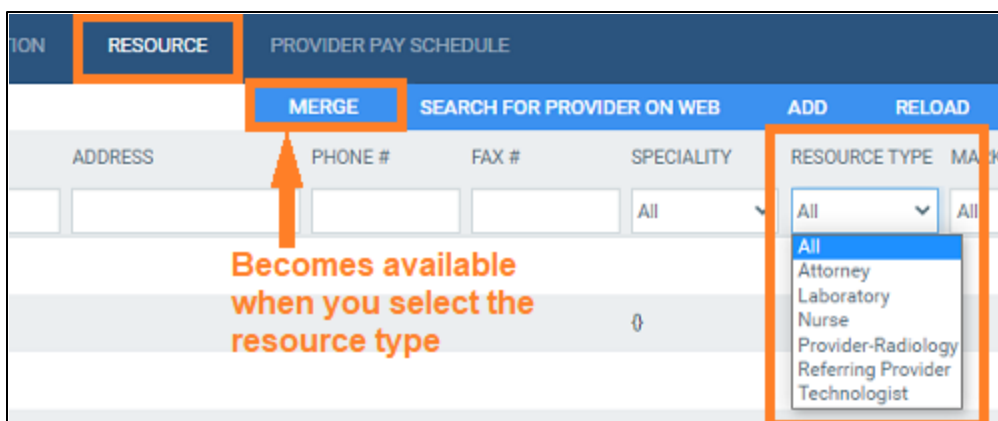 TION RESOURCE PROVIDER PAY SCHEDULE
MERGE SEARCH FOR PROVIDER ON WEB ADD RELOAD
ADDRESS PHONE # FAX # SPECIALITY RESOURCE TYPE MARK
All All All
All
Attorney
Laboratory
Nurse
Provider-Radiology
Referring Provider
Technologist
Becomes available
when you select the
resource type
{}